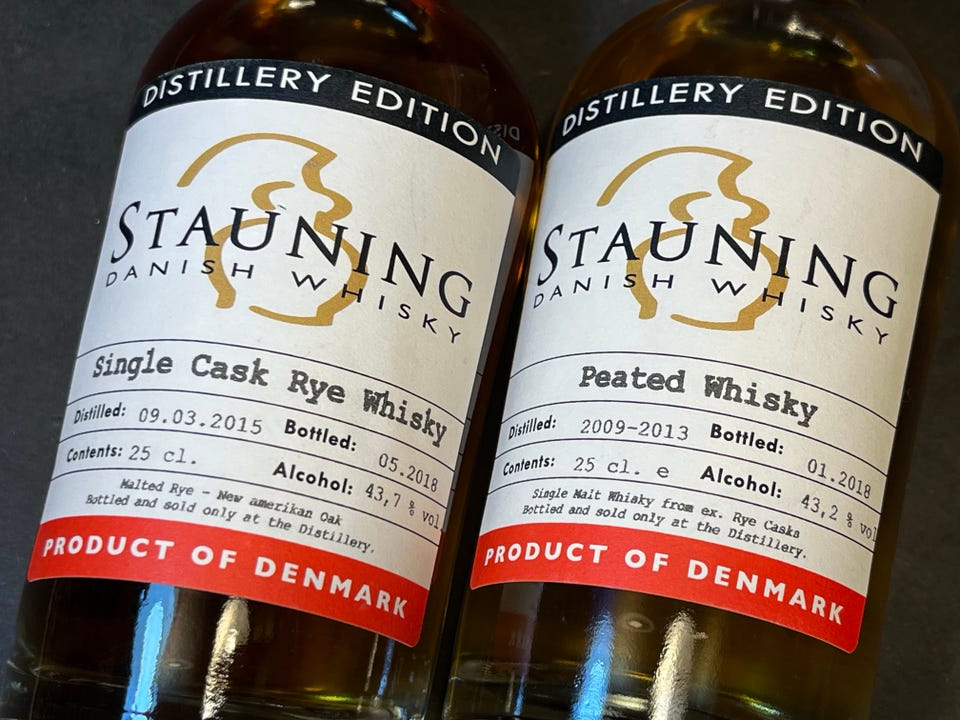 DISTILLERY EDITION
STAUNING
DANISH WHISKY
Single Cask Rye Whisky
Distilled: 09.03.2015 Bottled: 05.2018
Contents: 25 cl. Alcohol: 43,7 % vol.
Malted Rye - New amerikan Oak
Bottled and sold only at the Distillery.
PRODUCT OF DENMARK
DISTILLERY EDITION
STAUNING
DANISH WHISKY
Peated Whisky
Distilled: 2009-2013 Bottled: 01.2018
Contents: 25 cl. e Alcohol: 43,2 % vol
Single Malt Whisky from ex. Rye Casks
Bottled and sold only at the Distillery.
PRODUCT OF DENMARK